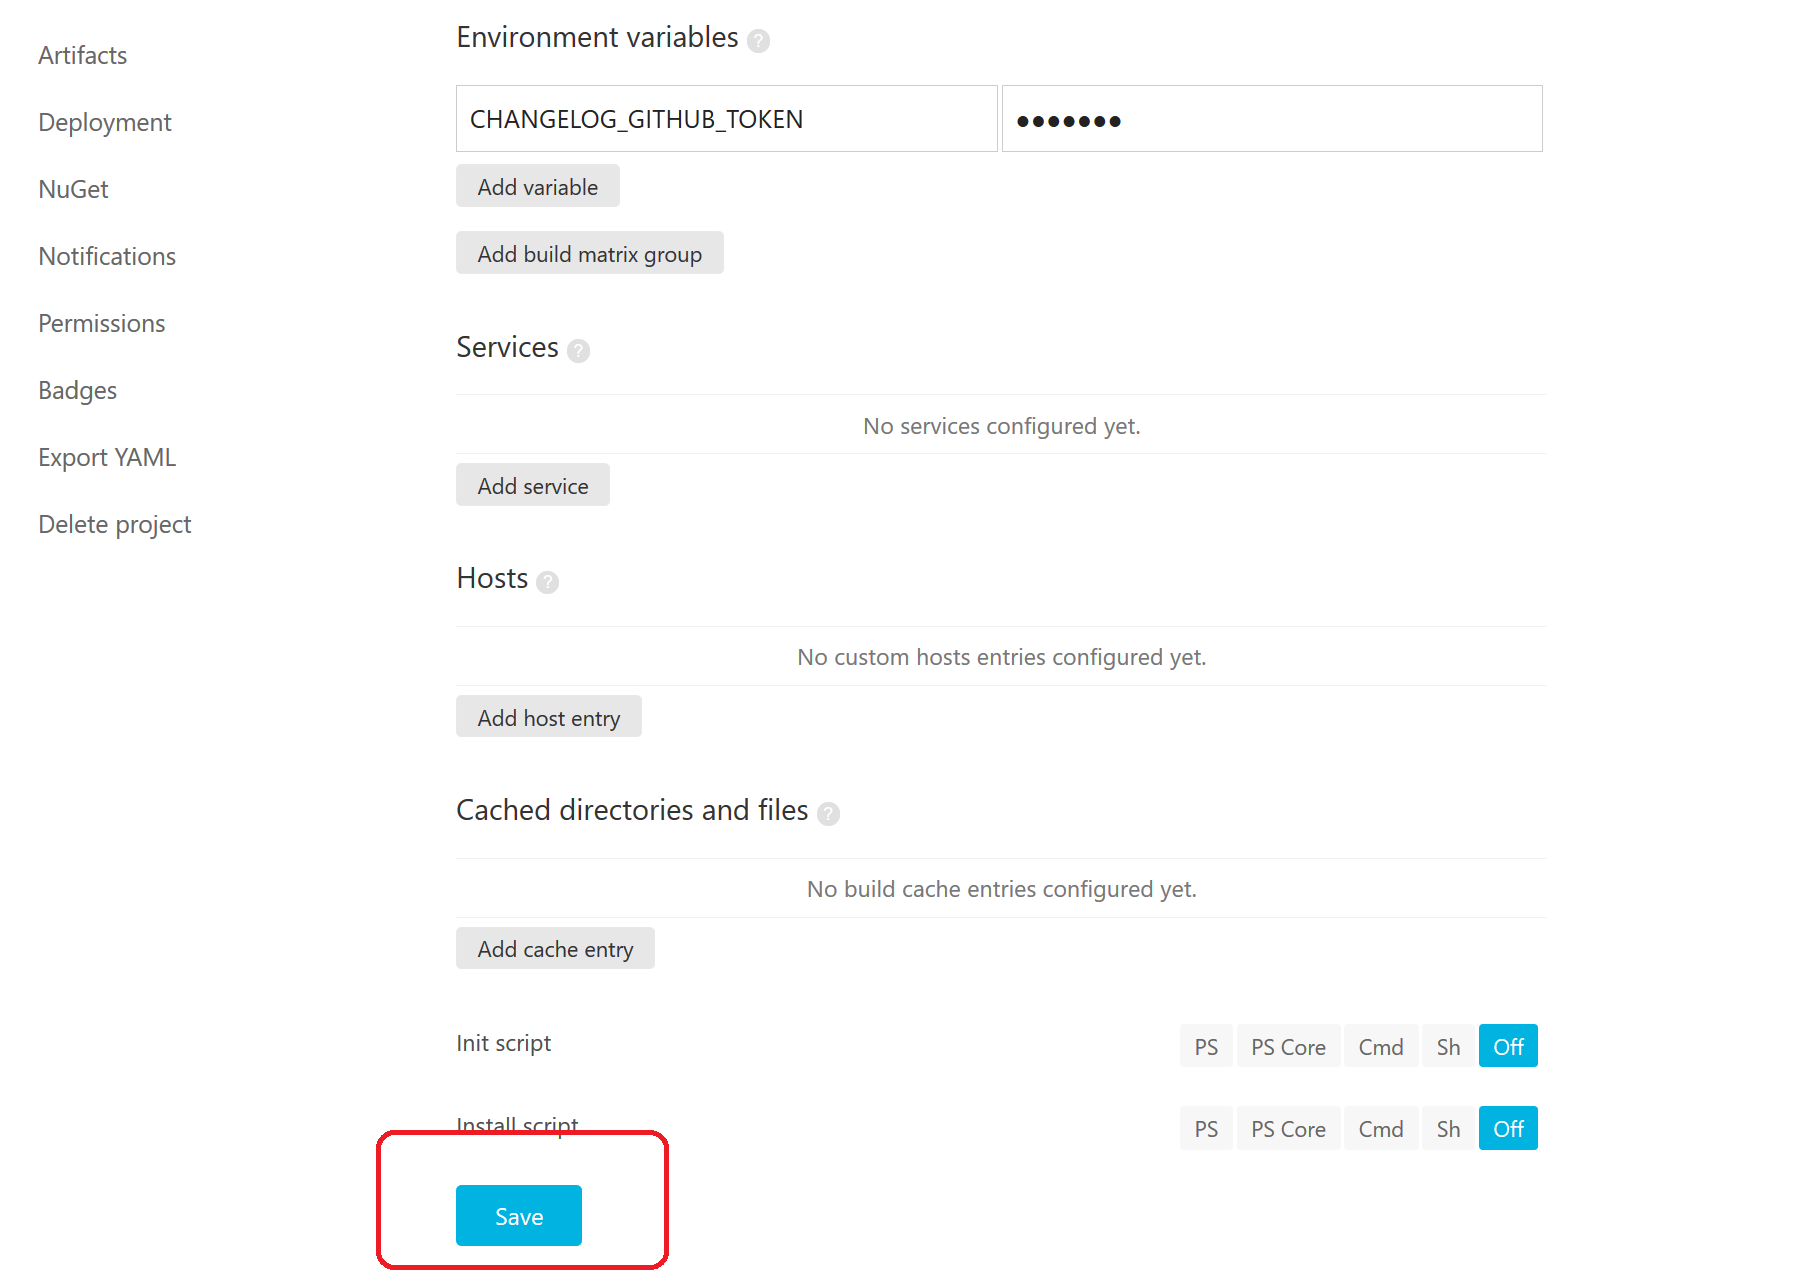 Artifacts
Deployment
NuGet
Notifications
Permissions
Badges
Export YAML
Delete project
Environment variables ?
CHANGELOG_GITHUB_TOKEN ●●●●●●●
Add variable
Add build matrix group
Services ?
No services configured yet.
Add service
Hosts ?
No custom hosts entries configured yet.
Add host entry
Cached directories and files ?
No build cache entries configured yet.
Add cache entry
Init script PS PS Core Cmd Sh Off
Install script PS PS Core Cmd Sh Off
Save